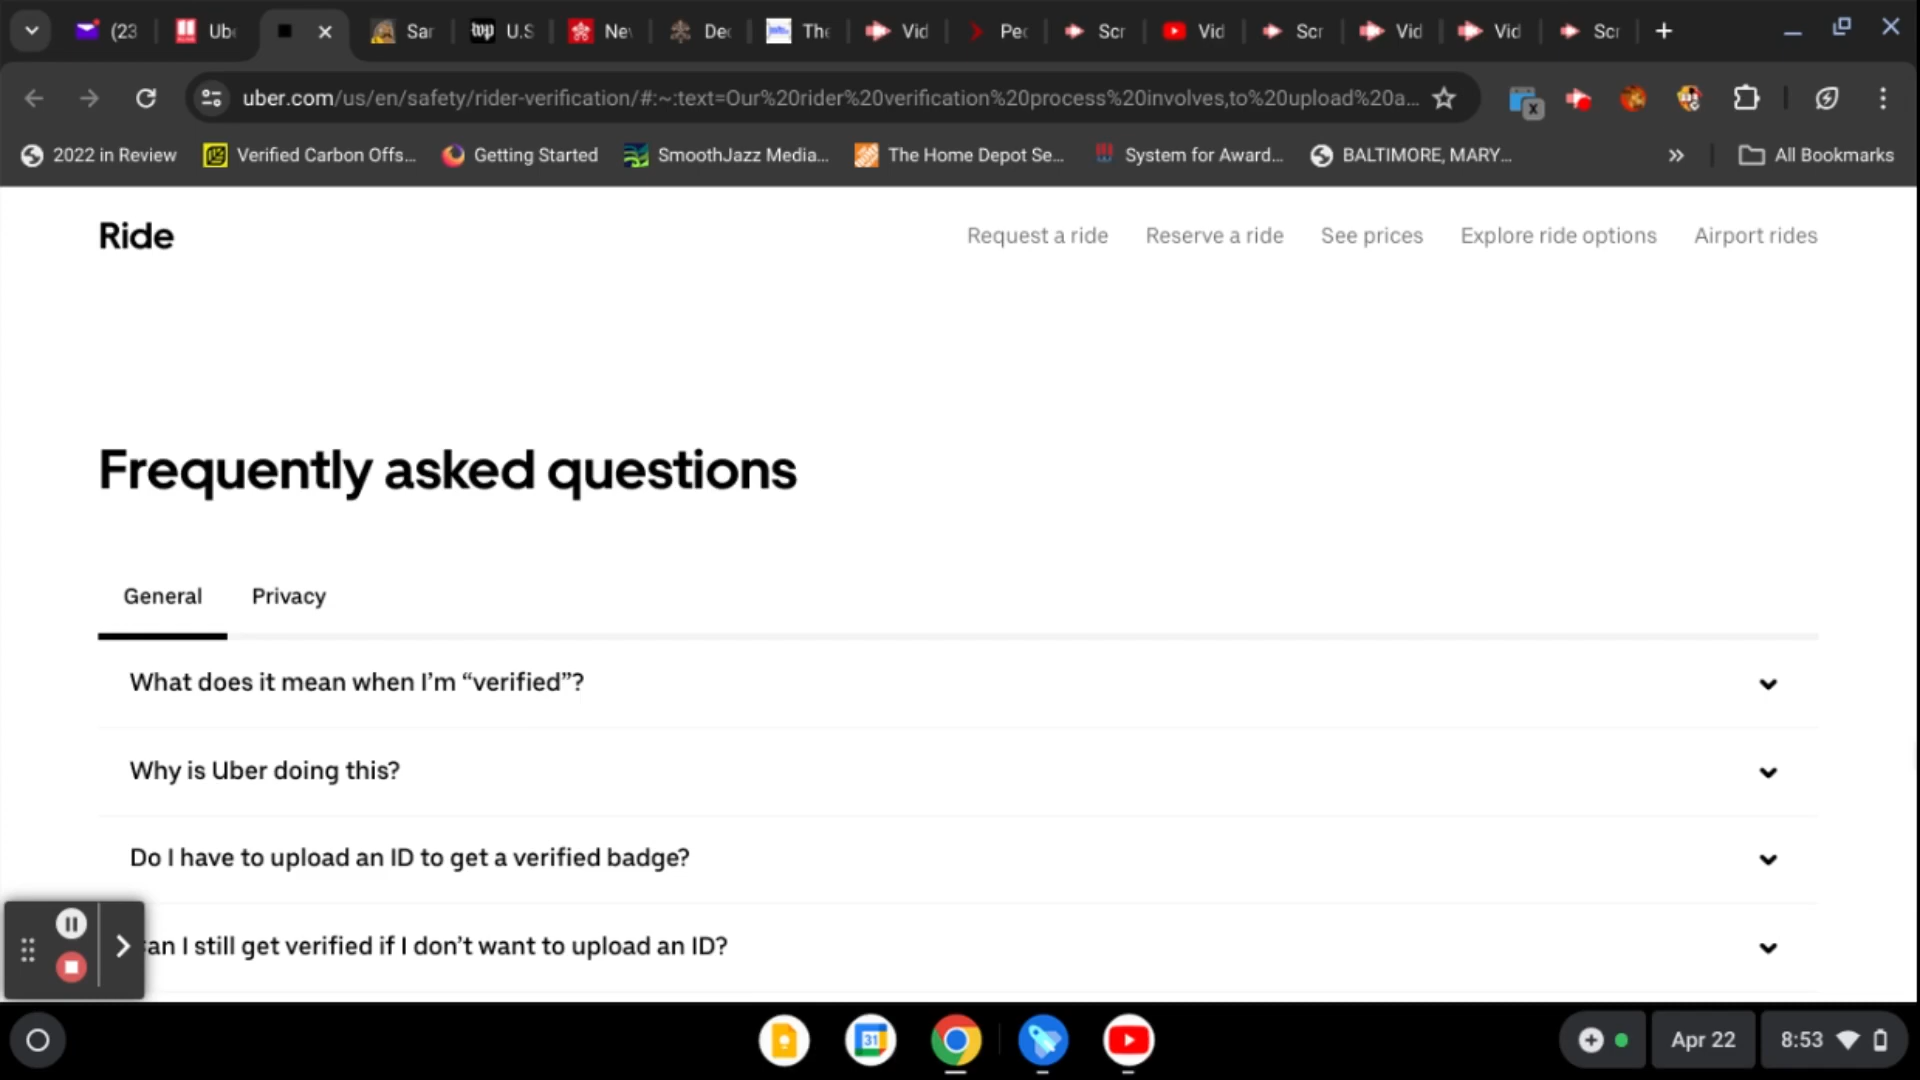 (23
Ub
Sar
wp U.S
Ne
De
The
Vid
Pe
Scr
Vid
Scr
Vid
Vid
Scr
uber.com/us/en/safety/rider-verification/#:~:text=Our%20rider%20verification%20process%20involves,to%20upload%20a...
2022 in Review
Verified Carbon Offs...
Getting Started
SmoothJazz Media...
The Home Depot Se...
System for Award...
BALTIMORE, MARY...
All Bookmarks
Ride
Request a ride
Reserve a ride
See prices
Explore ride options
Airport rides
Frequently asked questions
General
Privacy
What does it mean when I’m “verified”?
Why is Uber doing this?
Do I have to upload an ID to get a verified badge?
an I still get verified if I don’t want to upload an ID?
31
Apr 22
8:53